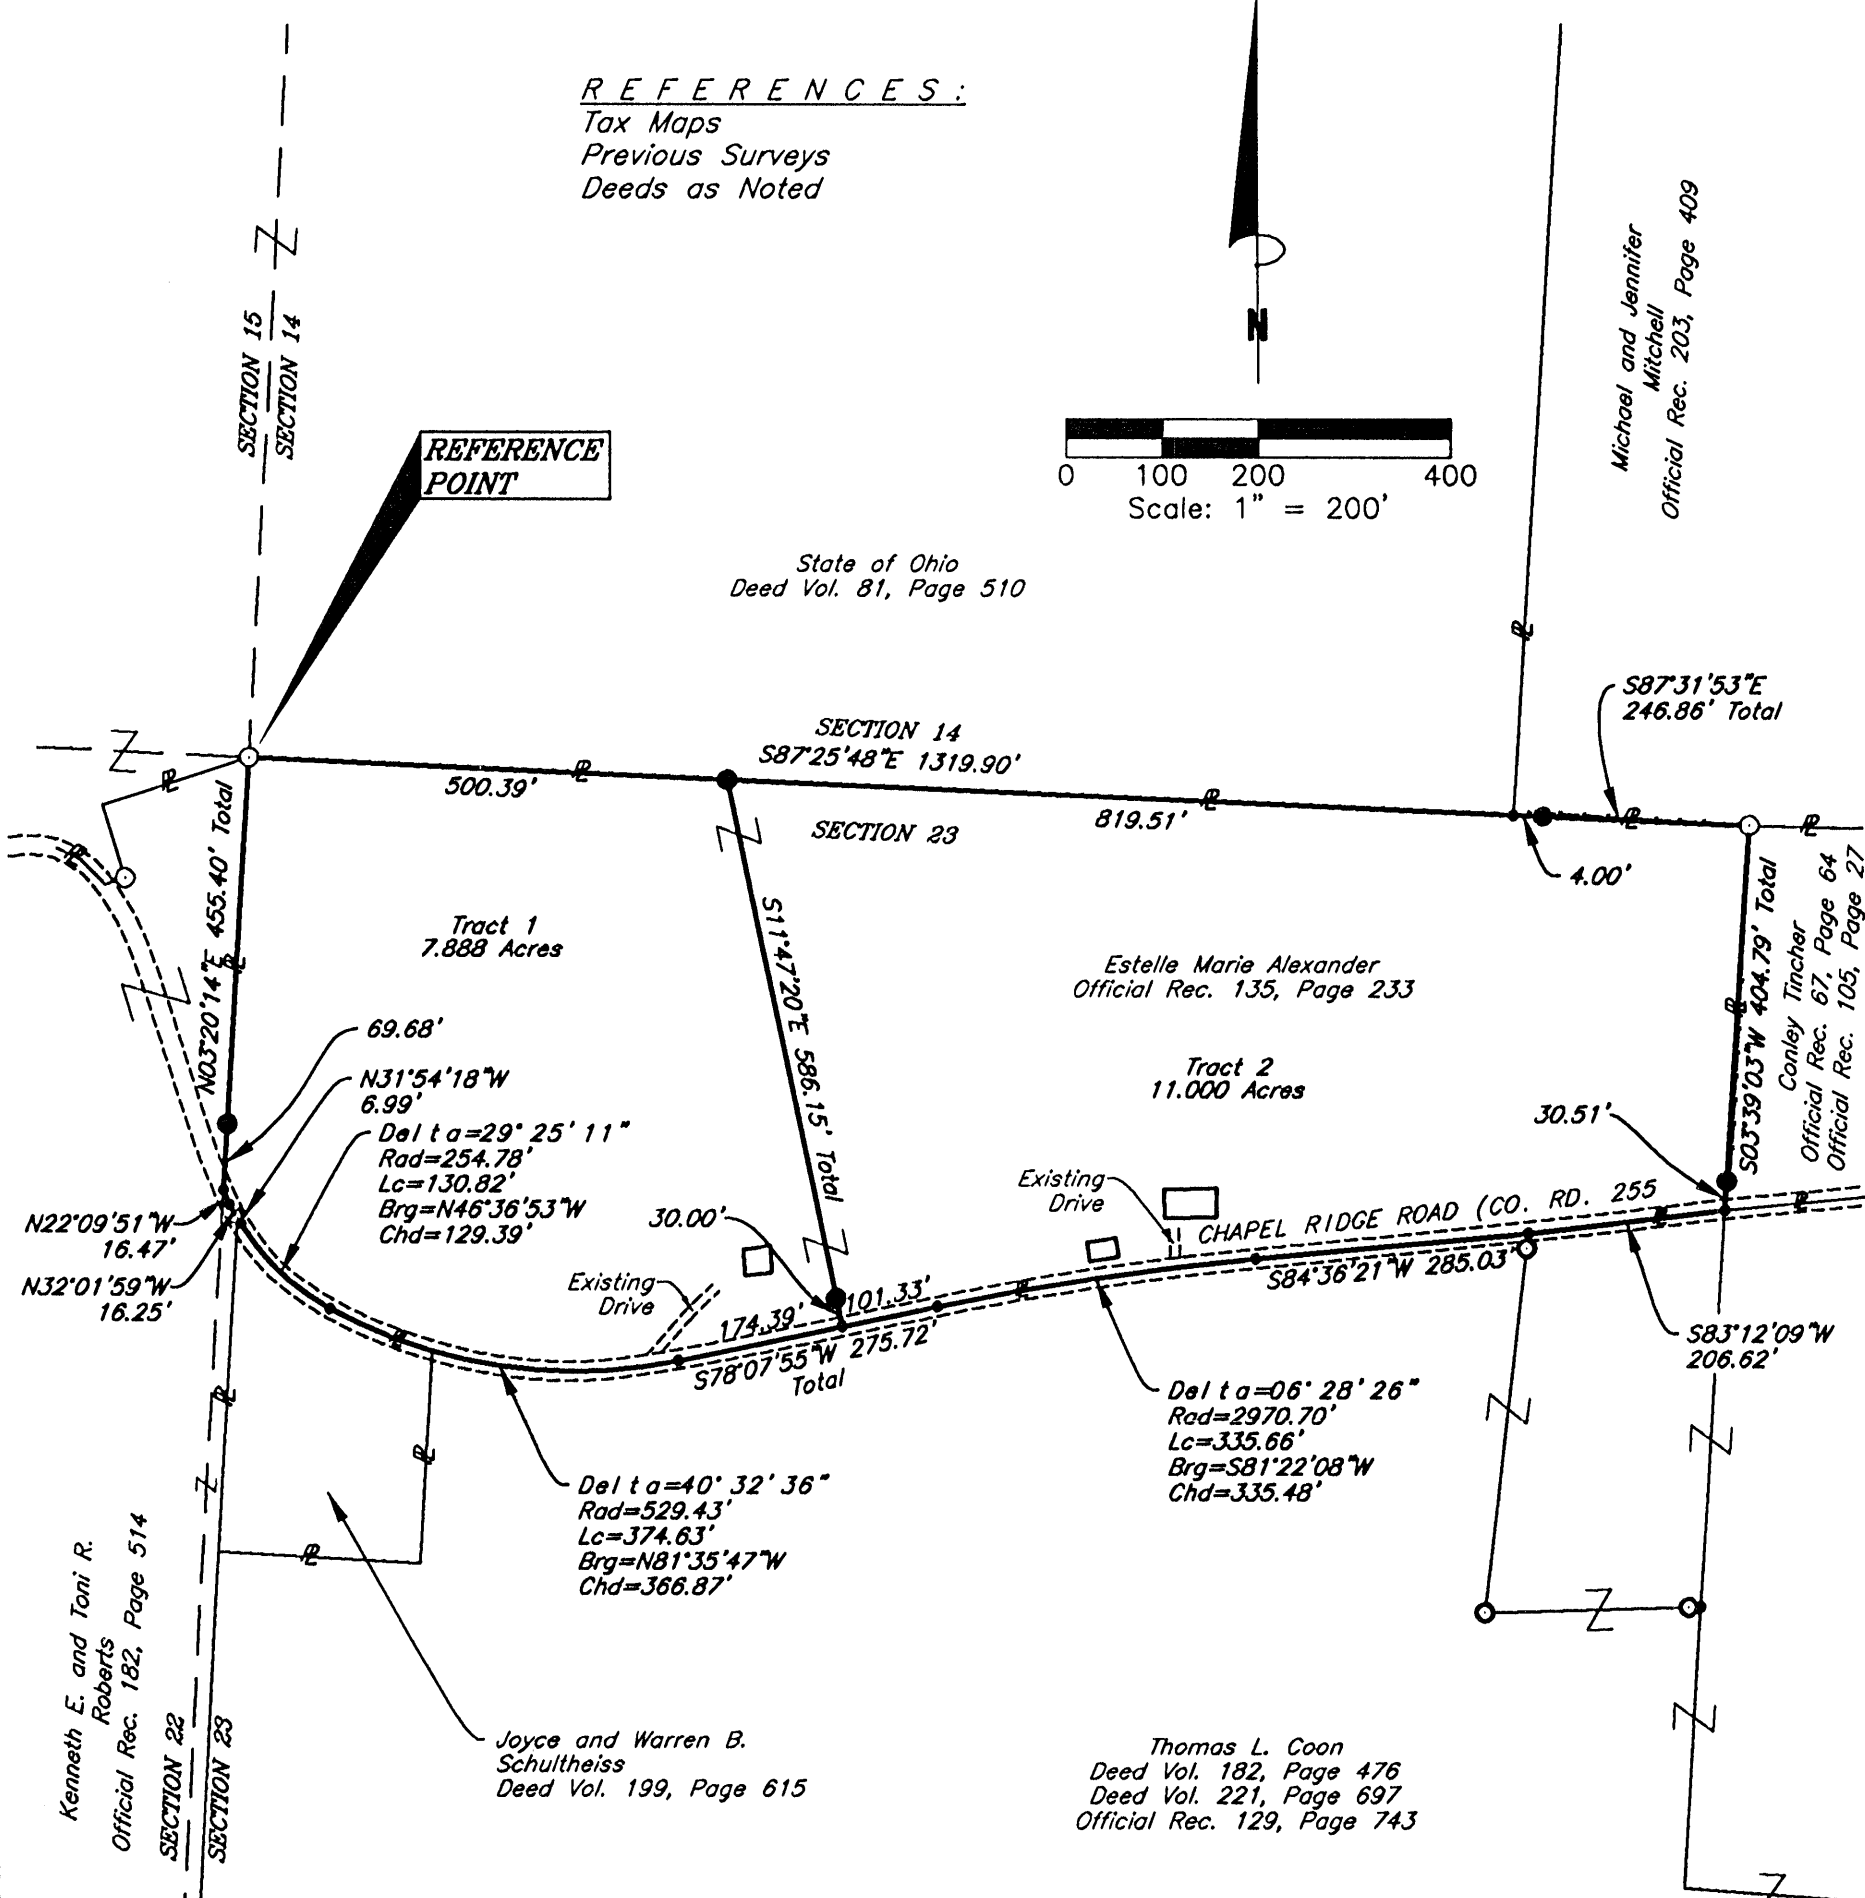 R E F E R E N C E S :
Tax Maps
Previous Surveys
Deeds as Noted
N
0 100 200 400
Scale: 1" = 200'
Michael and Jennifer
Mitchell
Official Rec. 203, Page 409
SECTION 15
SECTION 14
REFERENCE
POINT
State of Ohio
Deed Vol. 81, Page 510
S87°31'53"E
246.86' Total
SECTION 14
S87°25'48"E 1319.90'
500.39'
SECTION 23
819.51'
4.00'
N03°20'14"E 455.40' Total
Tract 1
7.888 Acres
S11°47'20"E 586.15' Total
Estelle Marie Alexander
Official Rec. 135, Page 233
Tract 2
11.000 Acres
S03°39'03"W 404.79' Total
Conley Tincher
Official Rec. 67, Page 64
Official Rec. 105, Page 27
69.68'
N31°54'18"W
6.99'
Delta=29° 25' 11"
Rad=254.78'
Lc=130.82'
Brg=N46°36'53"W
Chd=129.39'
N22°09'51"W
16.47'
N32°01'59"W
16.25'
30.00'
Existing
Drive
30.51'
Existing
Drive
CHAPEL RIDGE ROAD (CO. RD. 255
174.39'
101.33'
S78°07'55"W 275.72'
Total
S84°36'21"W 285.03'
S83°12'09"W
206.62'
Delta=06° 28' 26"
Rad=2970.70'
Lc=335.66'
Brg=S81°22'08"W
Chd=335.48'
Delta=40° 32' 36"
Rad=529.43'
Lc=374.63'
Brg=N81°35'47"W
Chd=366.87'
Kenneth E. and Toni R.
Roberts
Official Rec. 182, Page 514
SECTION 22
SECTION 23
Joyce and Warren B.
Schultheiss
Deed Vol. 199, Page 615
Thomas L. Coon
Deed Vol. 182, Page 476
Deed Vol. 221, Page 697
Official Rec. 129, Page 743